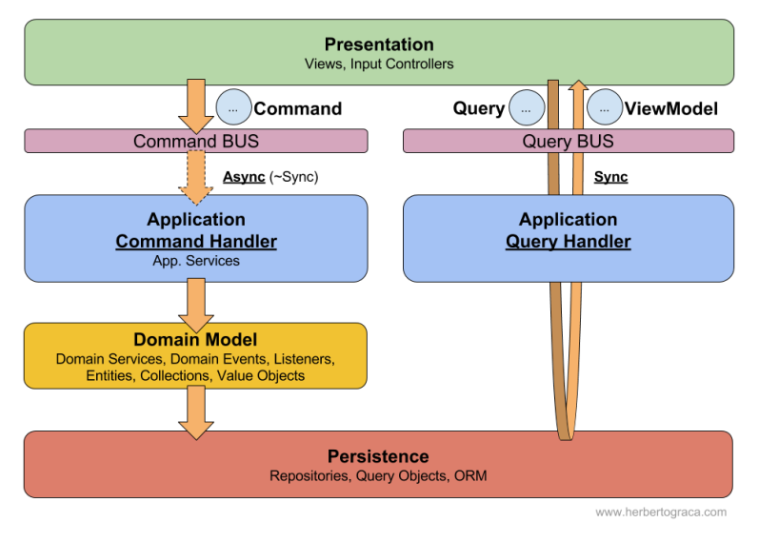 Presentation
Views, Input Controllers
... Command
Query ...
... ViewModel
Command BUS
Query BUS
Async (~Sync)
Sync
Application
Command Handler
App. Services
Application
Query Handler
Domain Model
Domain Services, Domain Events, Listeners,
Entities, Collections, Value Objects
Persistence
Repositories, Query Objects, ORM
www.herbertograca.com